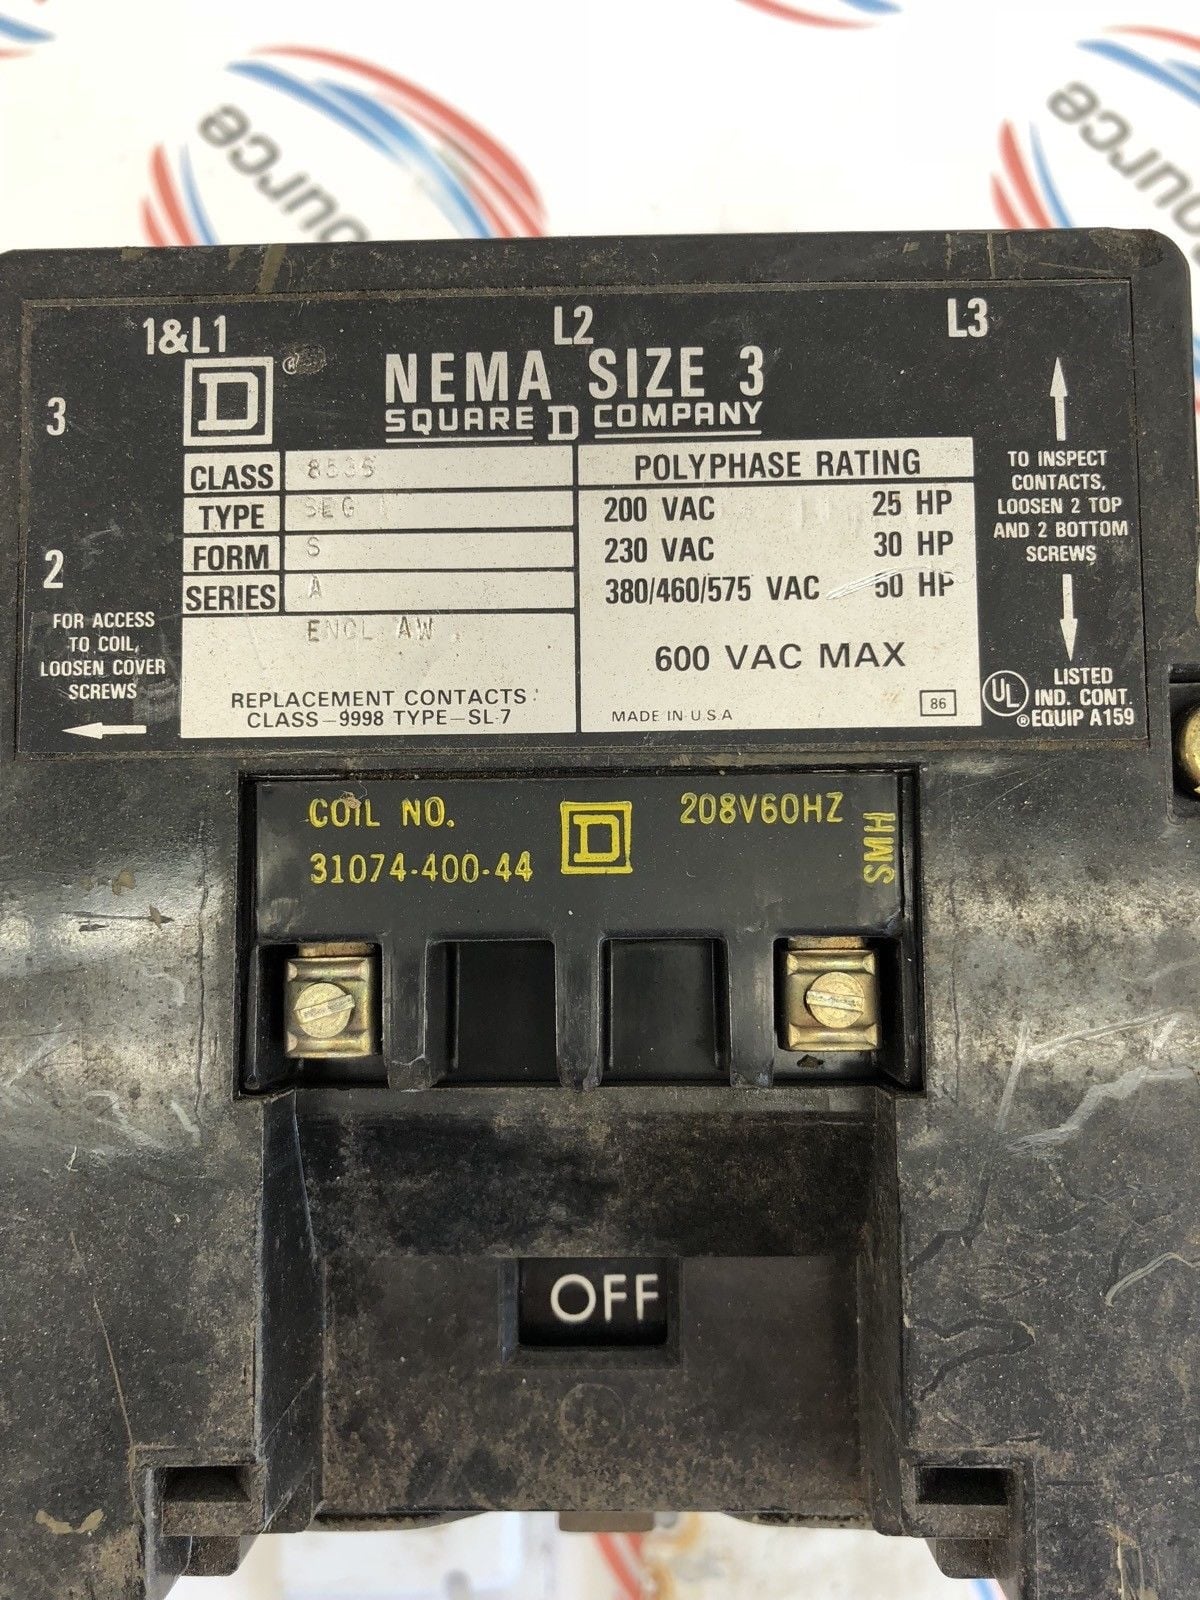 ource
ource
1&L1
L2
L3
D
®
NEMA SIZE 3
SQUARE D COMPANY
3
2
FOR ACCESS
TO COIL,
LOOSEN COVER
SCREWS
CLASS 8536
TYPE SEG 1
FORM S
SERIES A
ENCL AW
REPLACEMENT CONTACTS
CLASS-9998 TYPE-SL-7
POLYPHASE RATING
200 VAC 25 HP
230 VAC 30 HP
380/460/575 VAC 50 HP
600 VAC MAX
MADE IN U.S.A
86
TO INSPECT
CONTACTS,
LOOSEN 2 TOP
AND 2 BOTTOM
SCREWS
UL
®
LISTED
IND. CONT.
EQUIP A159
COIL NO.
31074-400-44
D
208V60HZ
SMH
OFF